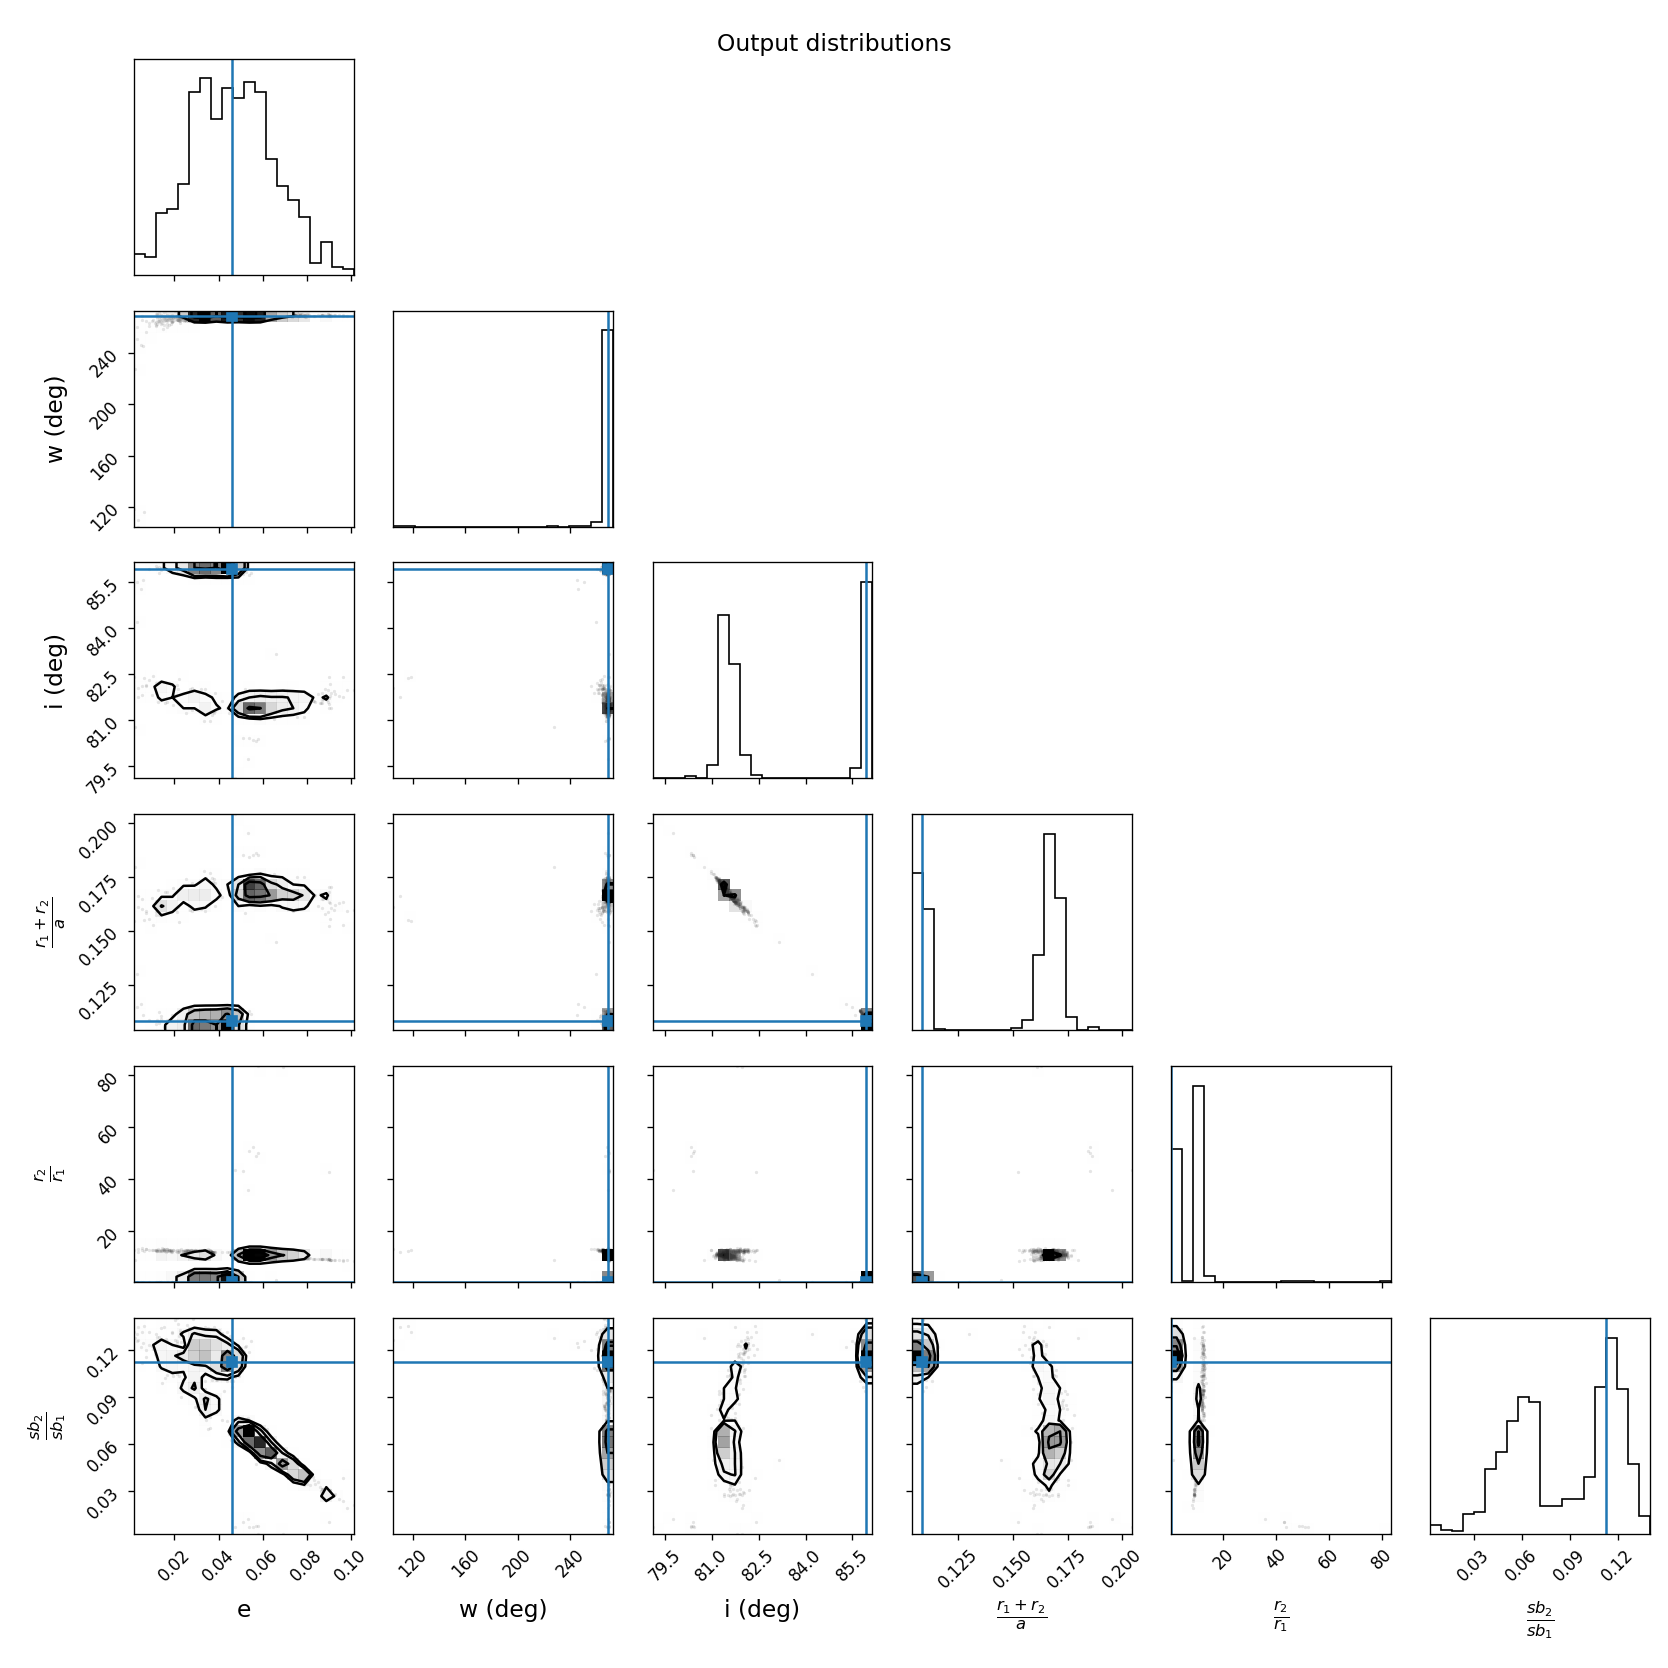 Output distributions
w (deg)
240
200
160
120
i (deg)
85.5
84.0
82.5
81.0
79.5
r₁ + r₂
a
0.200
0.175
0.150
0.125
r₂
r₁
80
60
40
20
sb₂
sb₁
0.12
0.09
0.06
0.03
0.02 0.04 0.06 0.08 0.10 120 160 200 240 79.5 81.0 82.5 84.0 85.5 0.125 0.150 0.175 0.200 20 40 60 80 0.03 0.06 0.09 0.12
e w (deg) i (deg) r₁ + r₂ r₂ sb₂
a r₁ sb₁